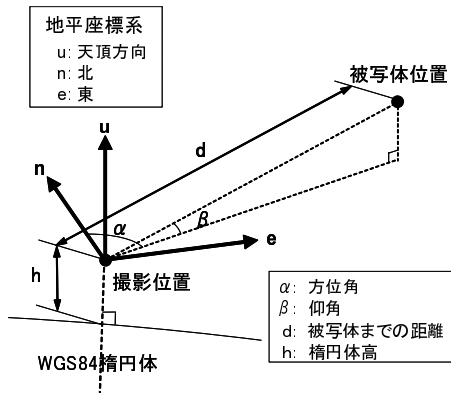 地平座標系
u: 天頂方向
n: 北
e: 東
被写体位置
u
d
n
α
β
e
h
撮影位置
α: 方位角
β: 仰角
d: 被写体までの距離
h: 楕円体高
WGS84楕円体